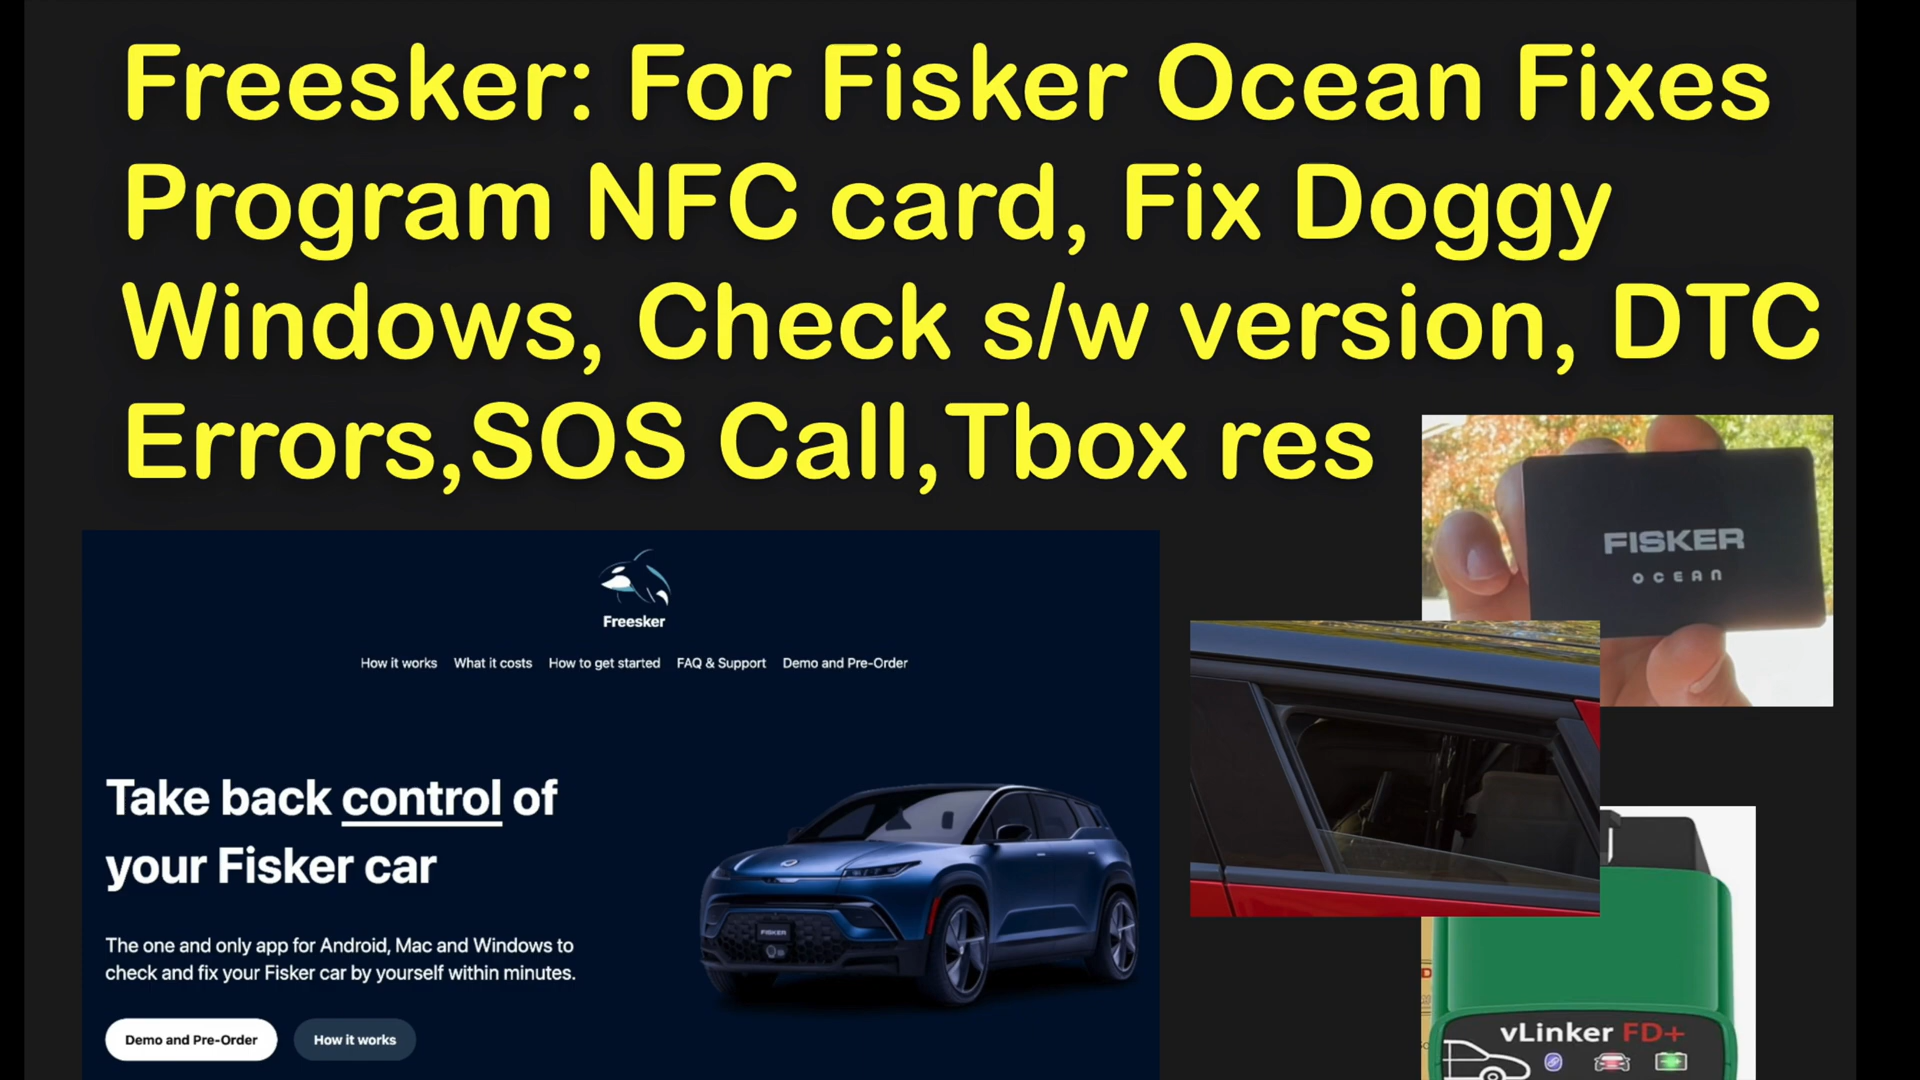 Freesker: For Fisker Ocean Fixes
Program NFC card, Fix Doggy
Windows, Check s/w version, DTC
Errors,SOS Call,Tbox res
FISKER
OCEAN
Freesker
How it works What it costs How to get started FAQ & Support Demo and Pre-Order
Take back control of
your Fisker car
The one and only app for Android, Mac and Windows to
check and fix your Fisker car by yourself within minutes.
Demo and Pre-Order How it works
FISKER
vLinker FD+